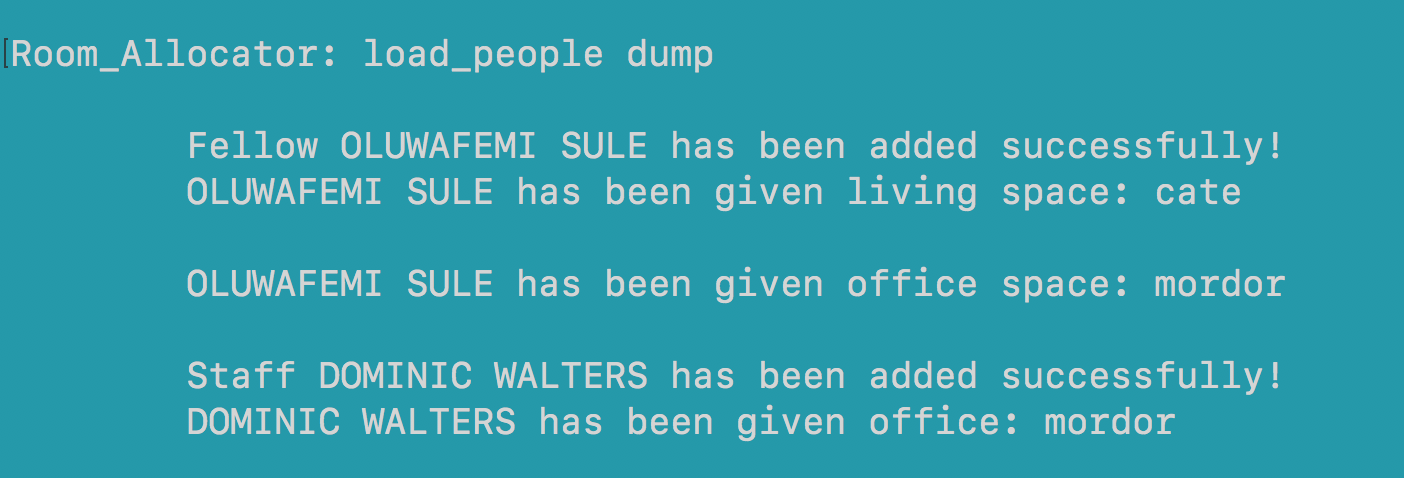 [Room_Allocator: load_people dump
Fellow OLUWAFEMI SULE has been added successfully!
OLUWAFEMI SULE has been given living space: cate
OLUWAFEMI SULE has been given office space: mordor
Staff DOMINIC WALTERS has been added successfully!
DOMINIC WALTERS has been given office: mordor